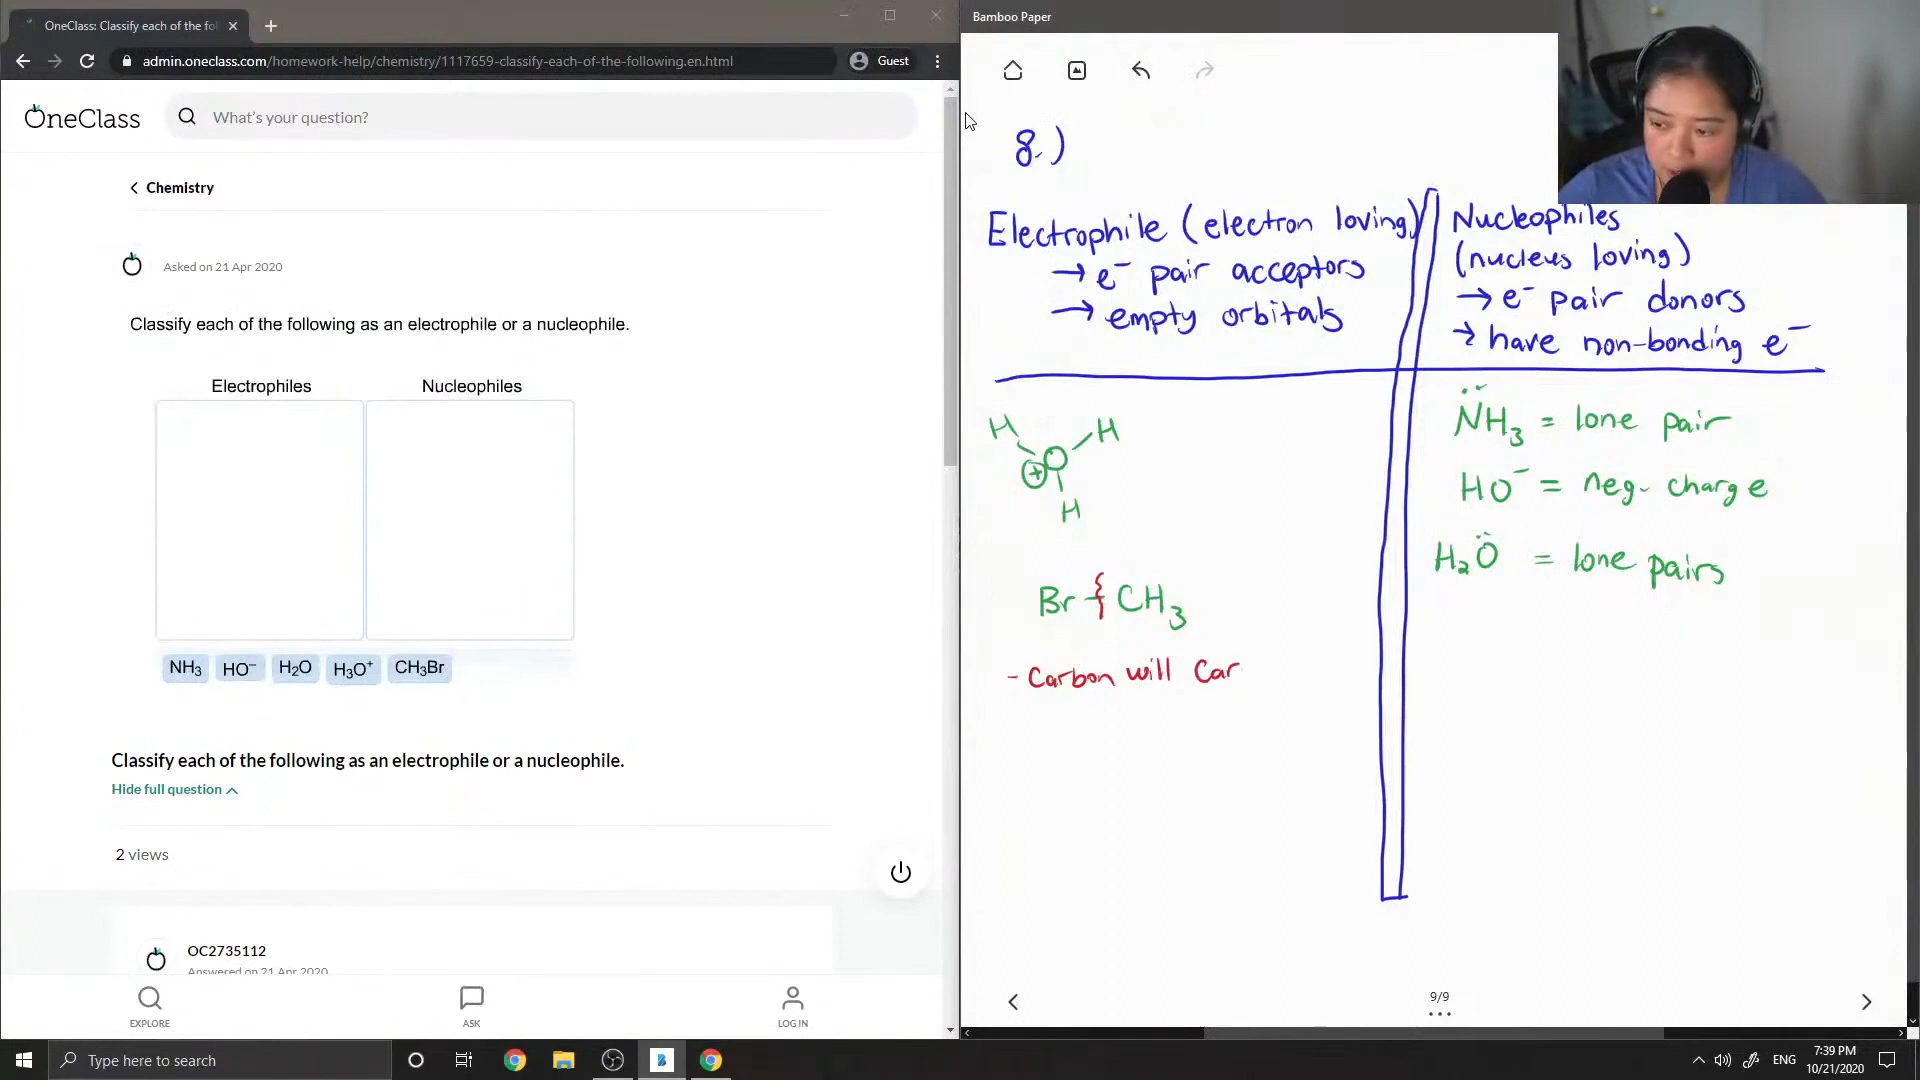 OneClass: Classify each of the fo
admin.oneclass.com/homework-help/chemistry/1117659-classify-each-of-the-following.en.html
Guest
OneClass
What's your question?
Chemistry
Asked on 21 Apr 2020
Classify each of the following as an electrophile or a nucleophile.
Electrophiles Nucleophiles
NH₃ HO⁻ H₂O H₃O⁺ CH₃Br
Classify each of the following as an electrophile or a nucleophile.
Hide full question
2 views
OC2735112
Answered on 21 Apr 2020
EXPLORE ASK LOG IN
Bamboo Paper
8.)
Electrophile (electron loving)
→ e⁻ pair acceptors
→ empty orbitals
Nucleophiles
(nucleus loving)
→ e⁻ pair donors
→ have non-bonding e⁻
H H
+ O
H
Br - CH₃
- Carbon will Car
N̈H₃ = lone pair
HO⁻ = neg. charge
H₂Ö = lone pairs
9/9
Type here to search
ENG
7:39 PM
10/21/2020